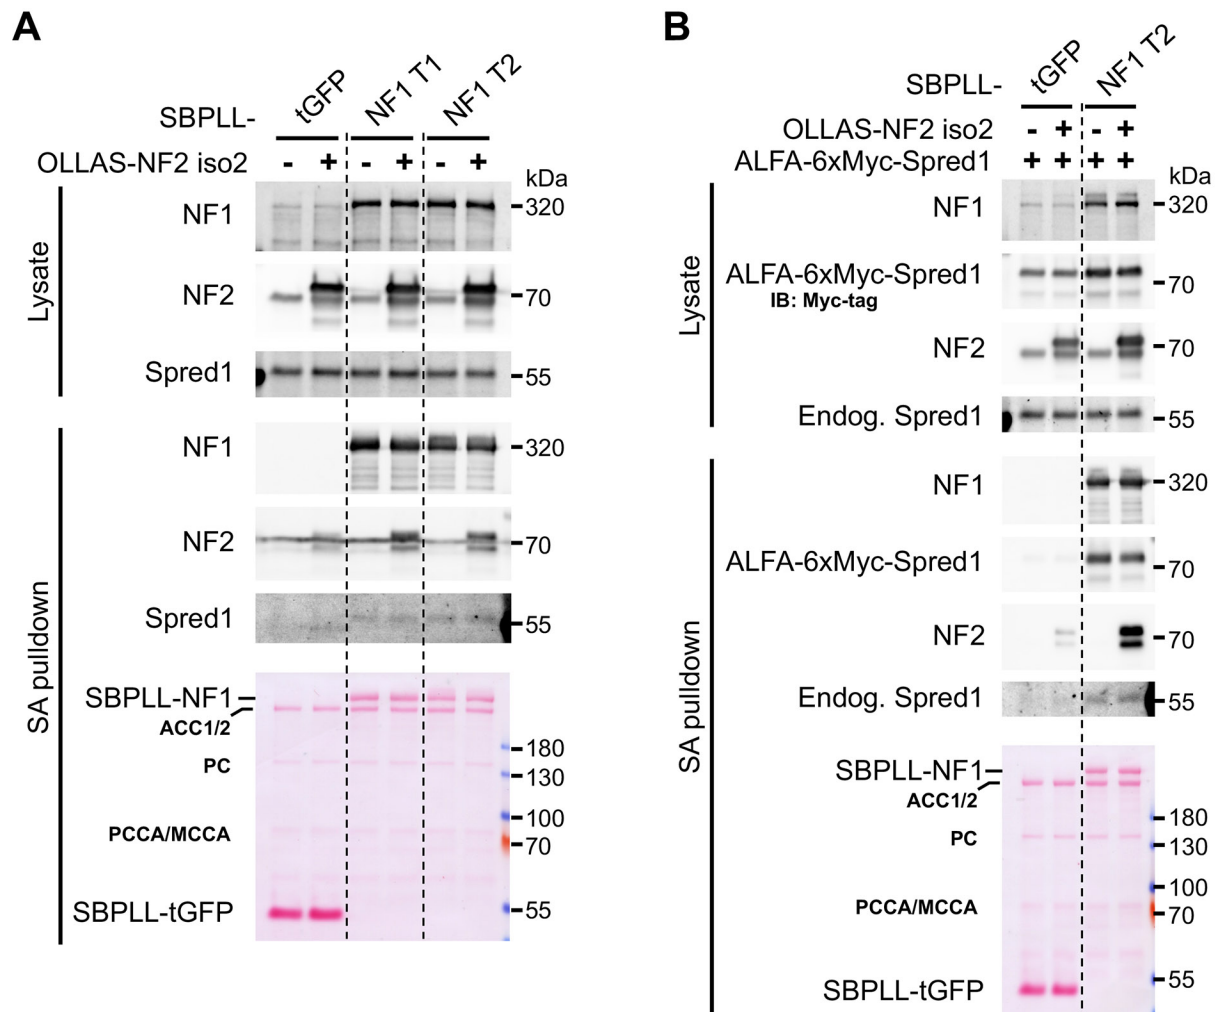 A
SBPLL-
tGFP
NF1 T1
NF1 T2
OLLAS-NF2 iso2
- + - + - +
kDa
Lysate
NF1
320
NF2
70
Spred1
55
SA pulldown
NF1
320
NF2
70
Spred1
55
SBPLL-NF1
ACC1/2
180
PC
130
100
PCCA/MCCA
70
SBPLL-tGFP
55
B
SBPLL-
tGFP
NF1 T2
OLLAS-NF2 iso2
- + - +
ALFA-6xMyc-Spred1
+ + + +
kDa
Lysate
NF1
320
ALFA-6xMyc-Spred1
IB: Myc-tag
70
NF2
70
Endog. Spred1
55
SA pulldown
NF1
320
ALFA-6xMyc-Spred1
70
NF2
70
Endog. Spred1
55
SBPLL-NF1
ACC1/2
180
PC
130
100
PCCA/MCCA
70
55
SBPLL-tGFP